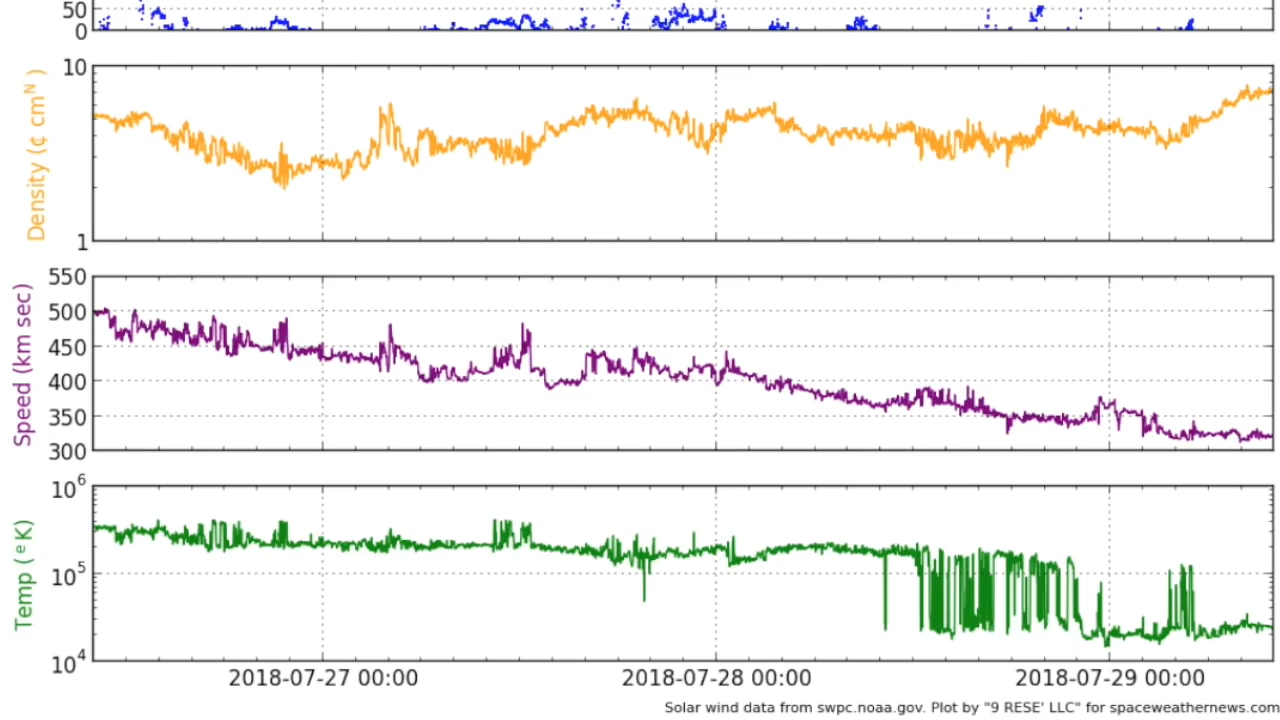 50
0
10
Density (¢ cmᴺ)
1
550
500
450
400
350
300
Speed (km sec)
10⁶
10⁵
10⁴
Temp (ᵉK)
2018-07-27 00:00 2018-07-28 00:00 2018-07-29 00:00
Solar wind data from swpc.noaa.gov. Plot by "9 RESE' LLC" for spaceweathernews.com